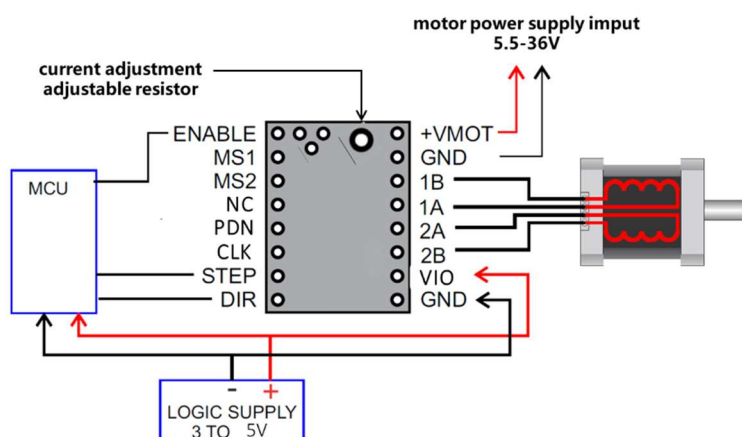 motor power supply imput
5.5-36V
current adjustment
adjustable resistor
ENABLE
MS1
MS2
NC
PDN
CLK
STEP
DIR
+VMOT
GND
1B
1A
2A
2B
VIO
GND
MCU
- +
LOGIC SUPPLY
3 TO 5V